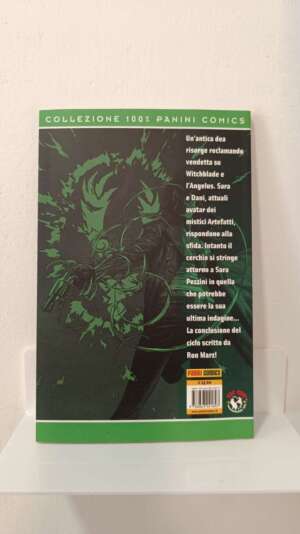 COLLEZIONE 100% PANINI COMICS
Un'antica dea
risorge reclamando
vendetta su
Witchblade e
l'Angelus. Sara
e Dani, attuali
avatar dei
mistici Artefatti,
rispondono alla
sfida. Intanto il
cerchio si stringe
attorno a Sara
Pezzini in quella
che potrebbe
essere la sua
ultima indagine...
La conclusione del
ciclo scritto da
Ron Marz!
PANINI COMICS